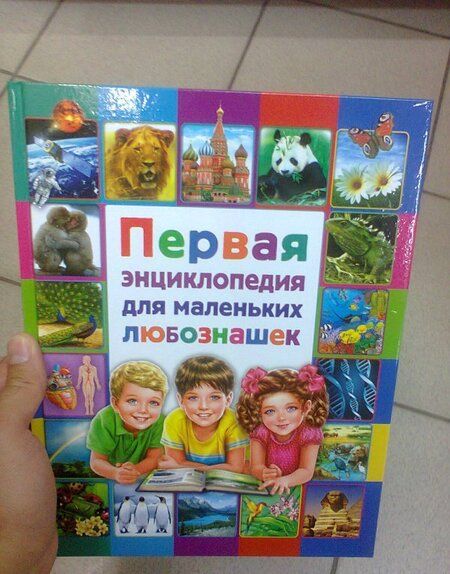 Первая
энциклопедия
для маленьких
любознашек